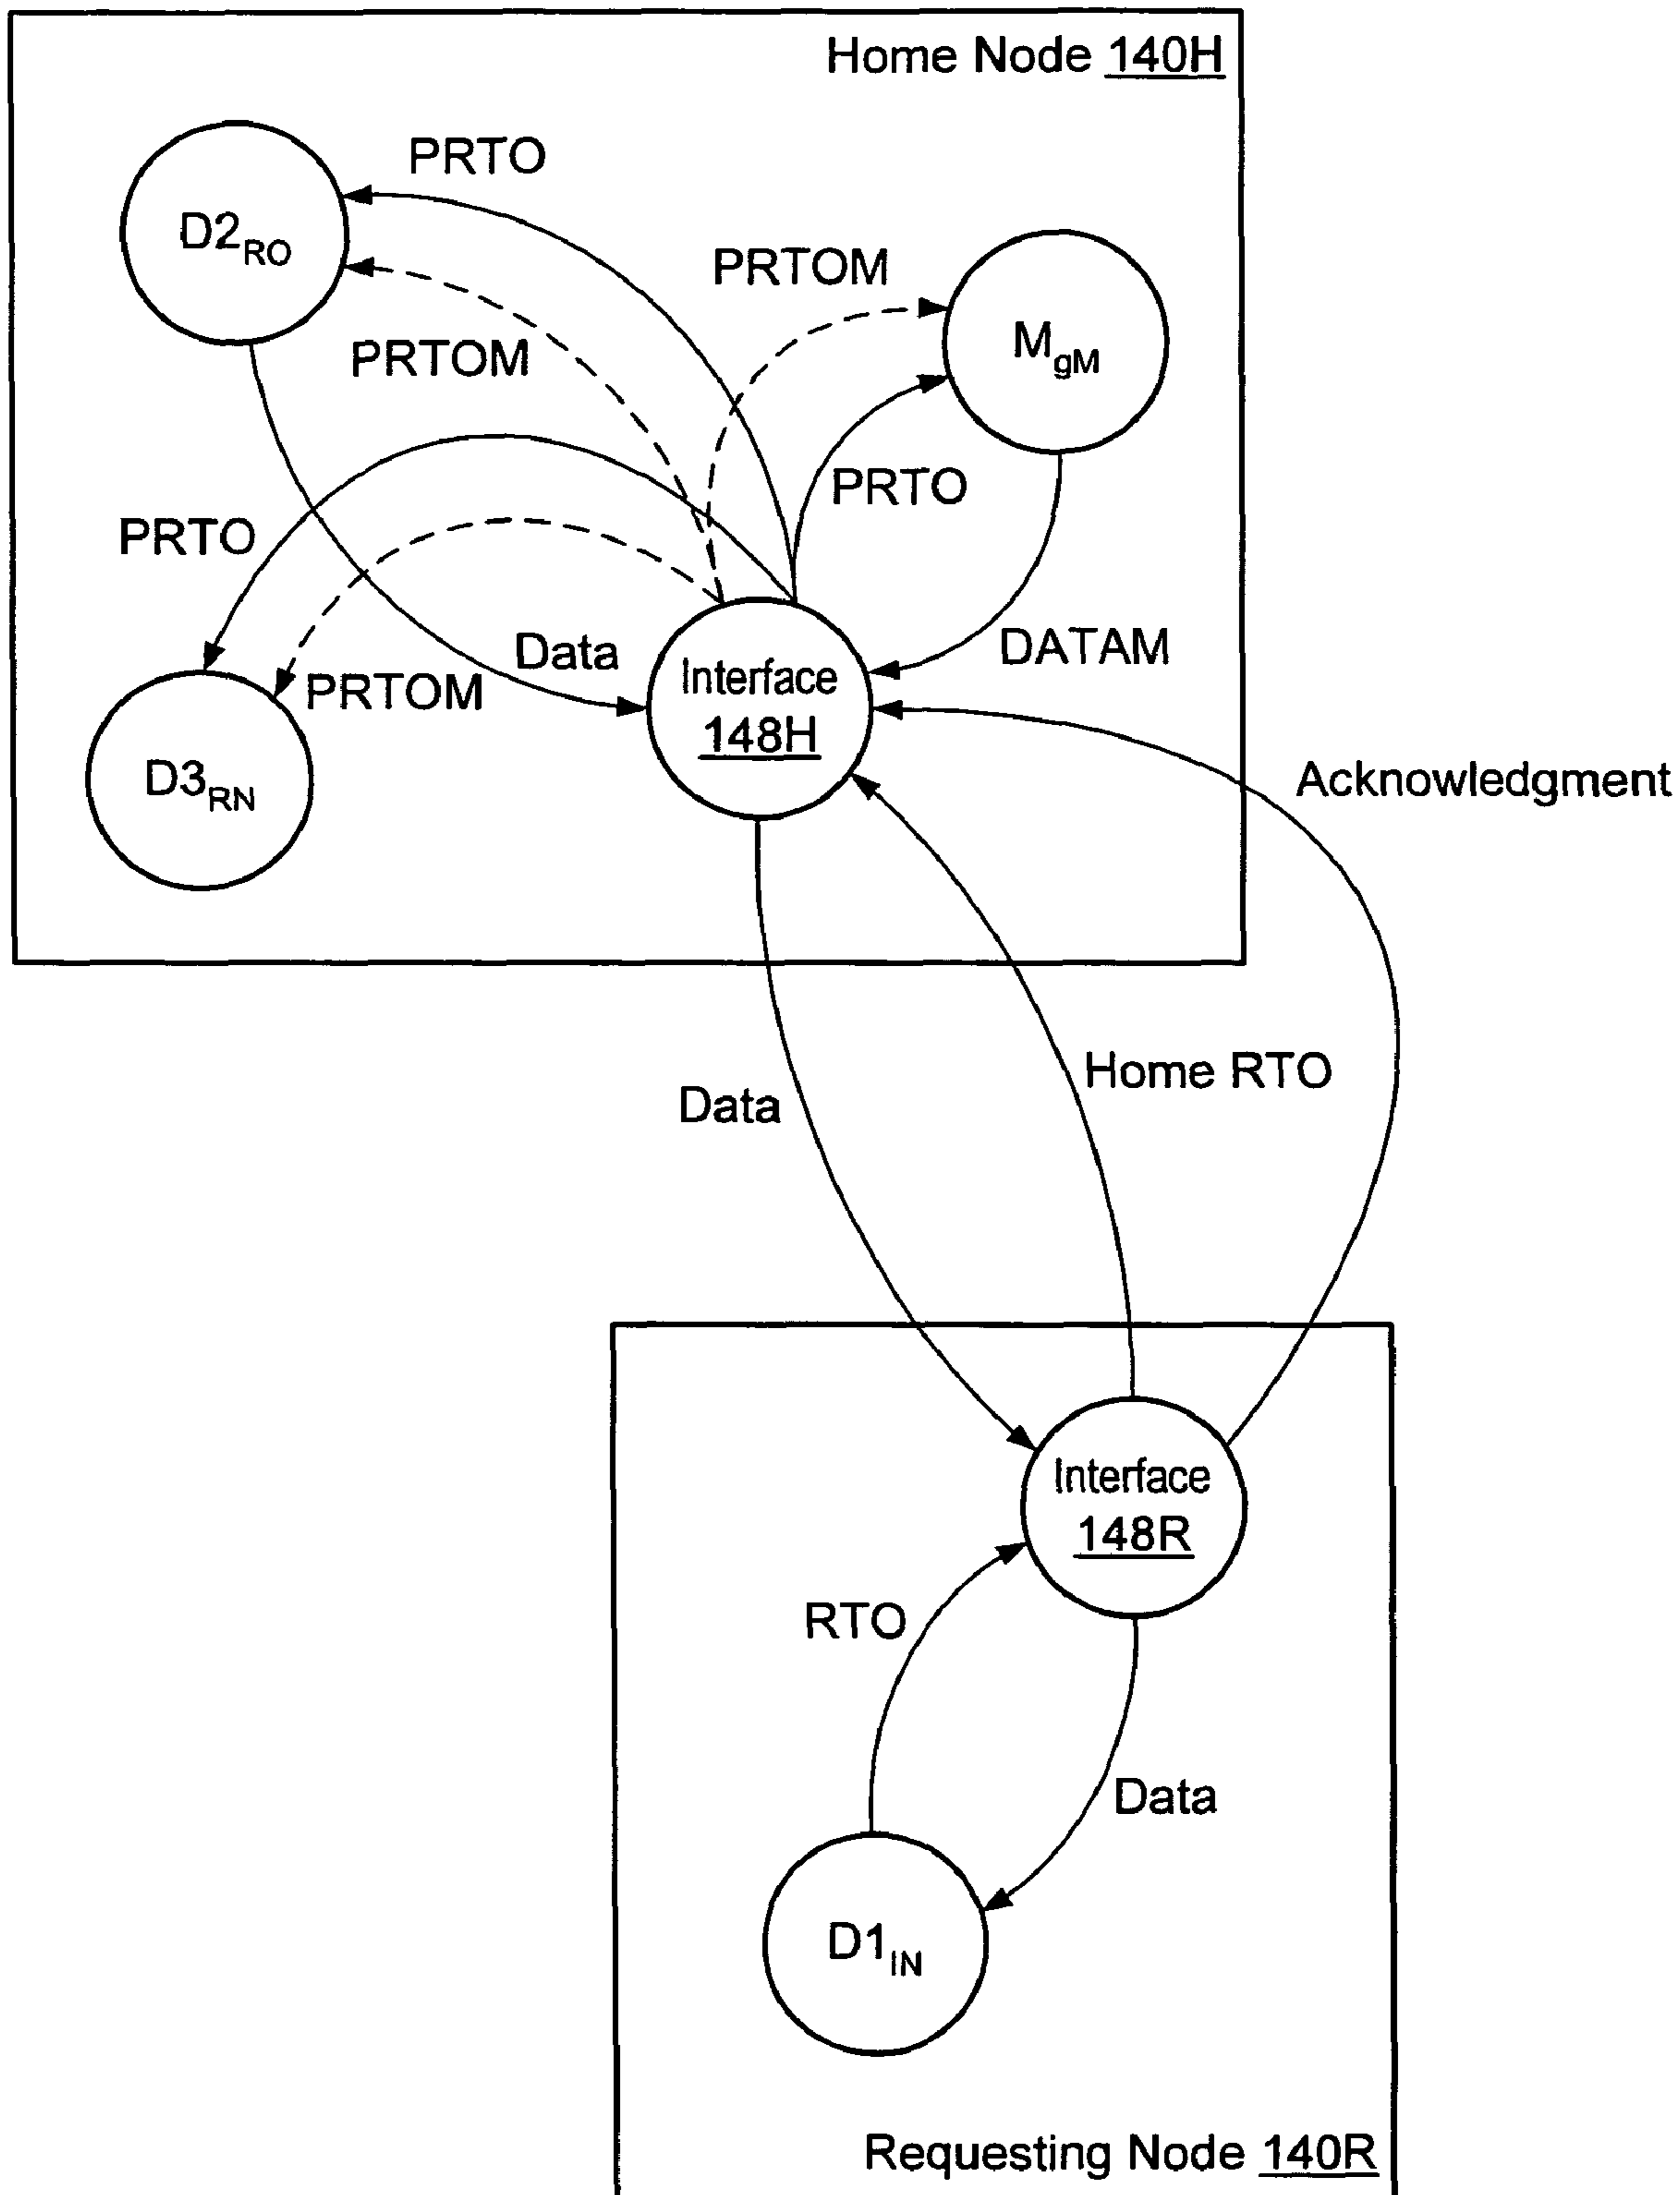 Home Node 140H
PRTO
D2RO
PRTOM
MgM
PRTOM
PRTO
PRTO
Data
DATAM
Interface
148H
PRTOM
D3RN
Acknowledgment
Home RTO
Data
Interface
148R
RTO
Data
D1IN
Requesting Node 140R